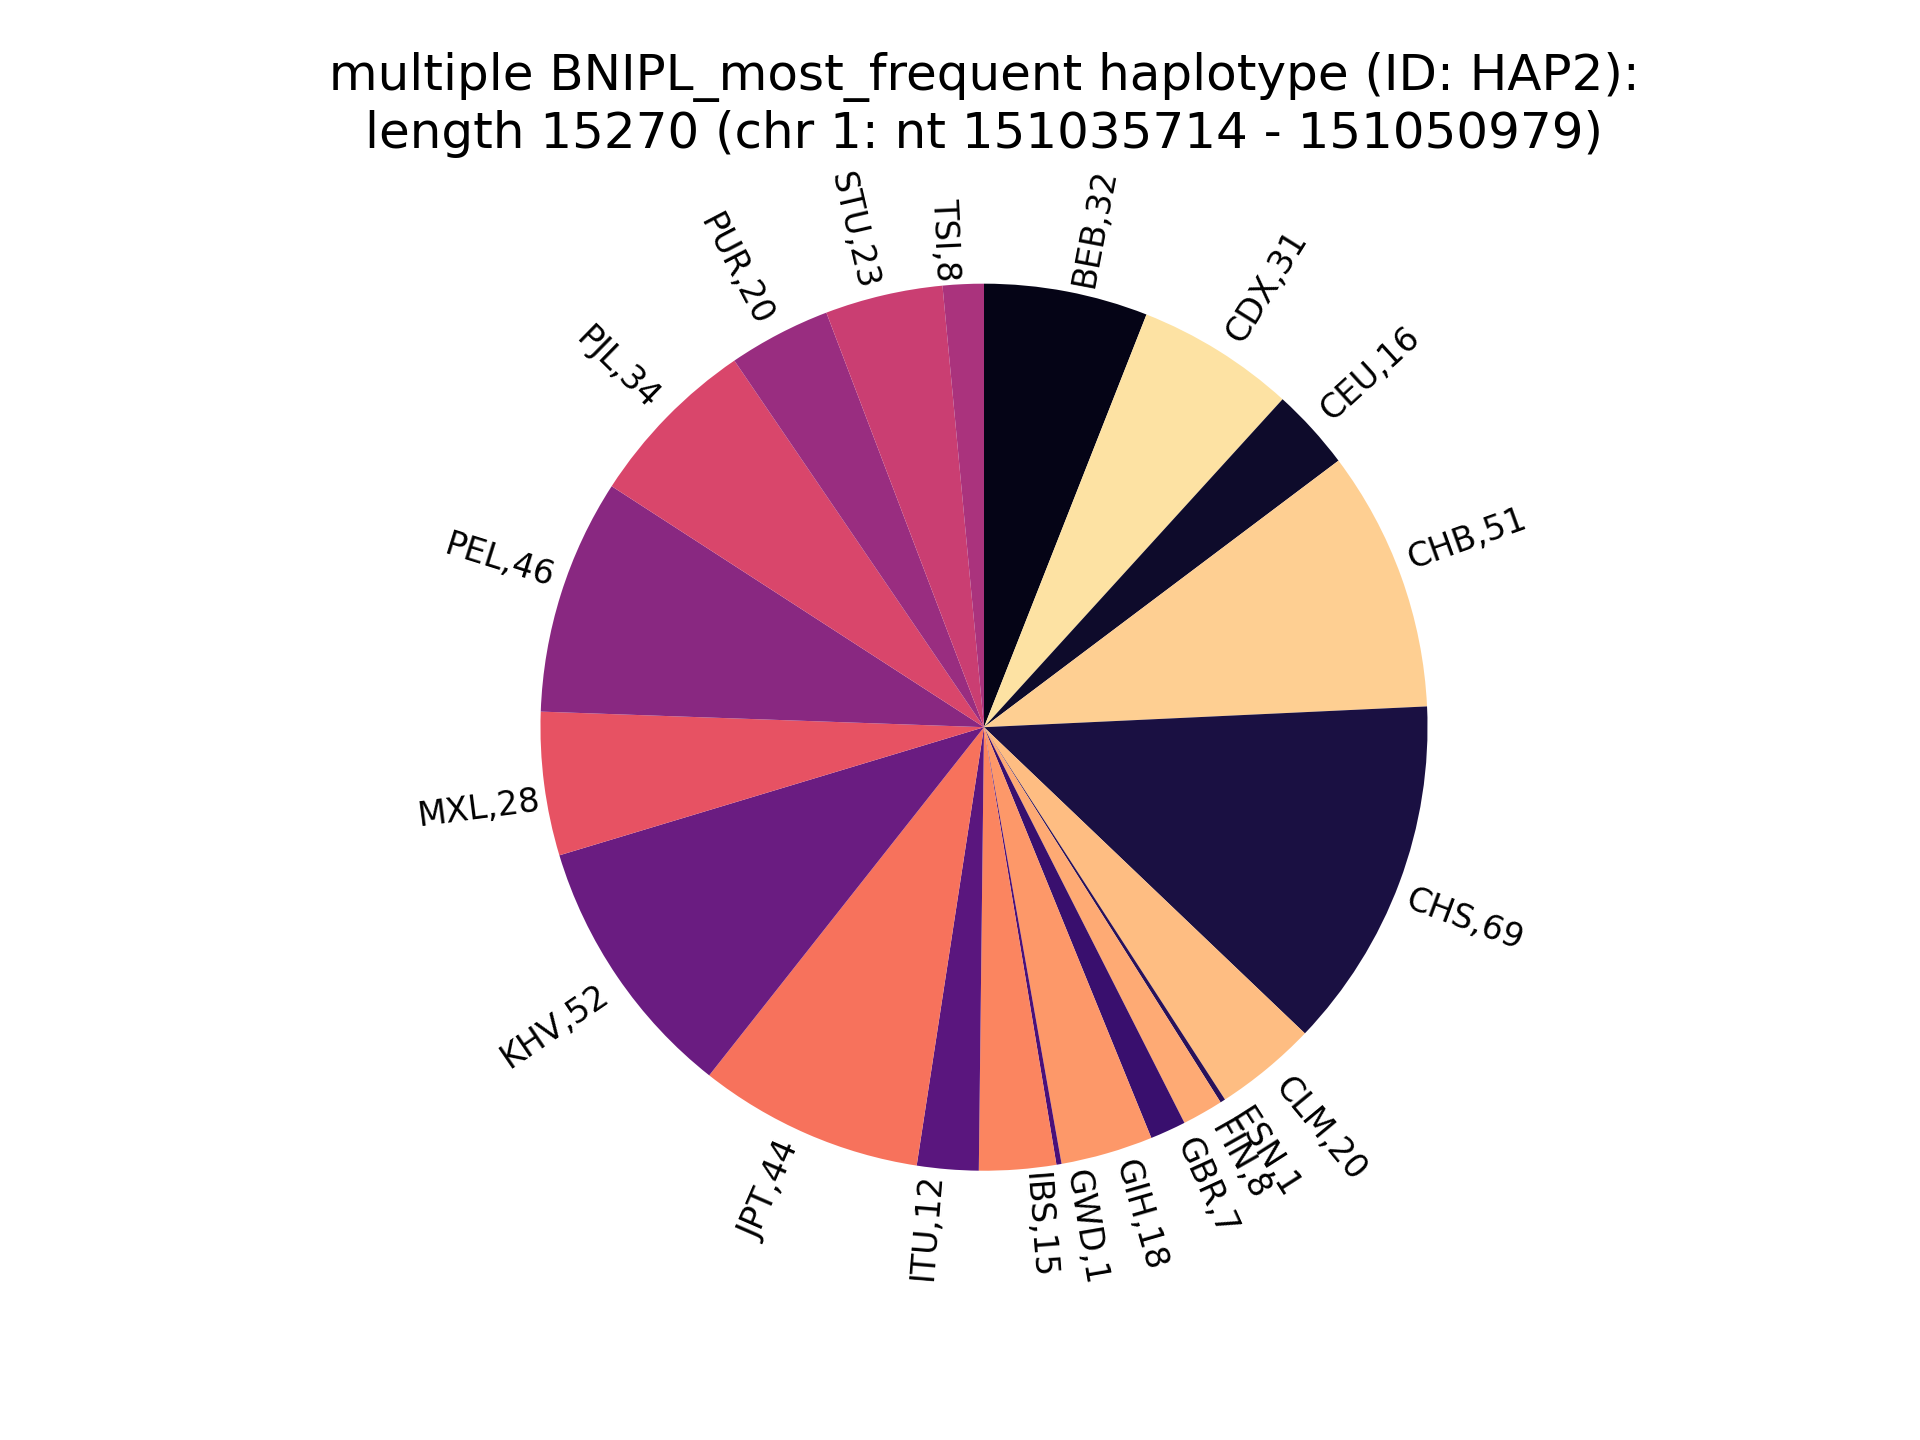 multiple BNIPL_most_frequent haplotype (ID: HAP2):
length 15270 (chr 1: nt 151035714 - 151050979)
BEB,32
CDX,31
CEU,16
CHB,51
CHS,69
CLM,20
ESN,1
FIN,8
GBR,7
GIH,18
GWD,1
IBS,15
ITU,12
JPT,44
KHV,52
MXL,28
PEL,46
PJL,34
PUR,20
STU,23
TSI,8